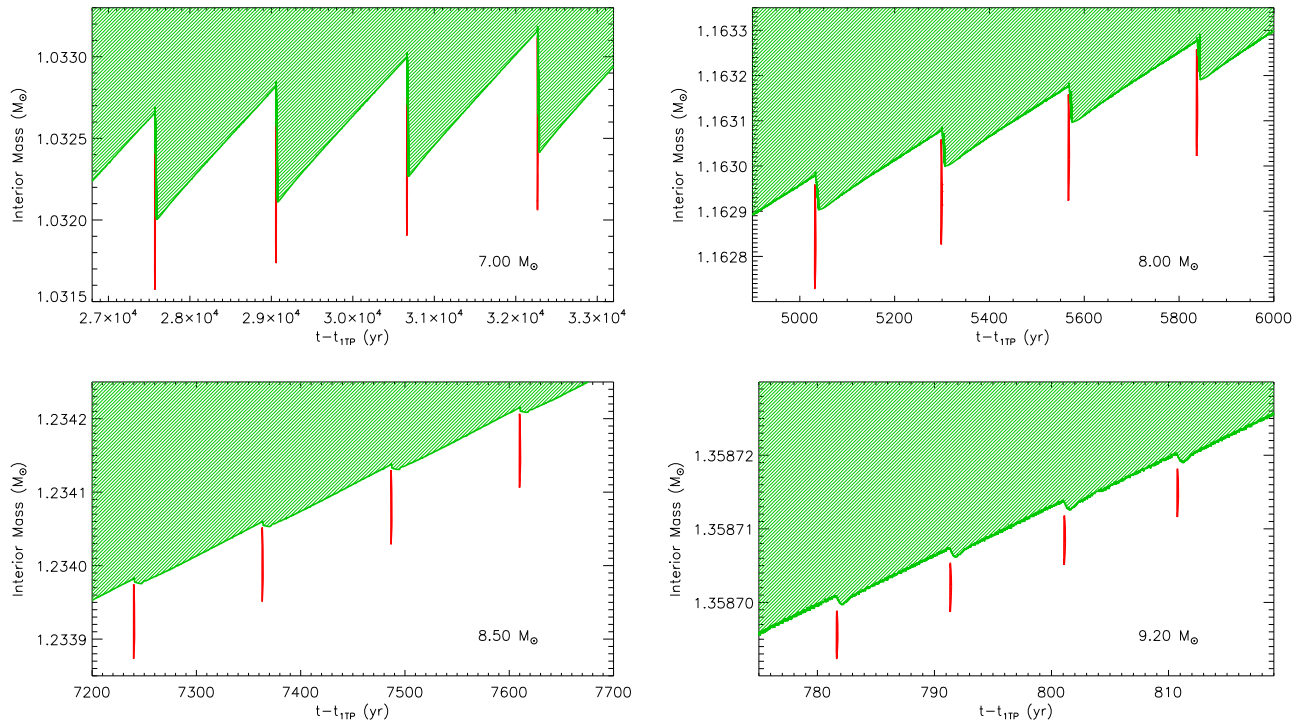 Interior Mass (M☉)
1.0330
1.0325
1.0320
1.0315
7.00 M☉
2.7×10⁴ 2.8×10⁴ 2.9×10⁴ 3.0×10⁴ 3.1×10⁴ 3.2×10⁴ 3.3×10⁴
t−t₁TP (yr)
Interior Mass (M☉)
1.1633
1.1632
1.1631
1.1630
1.1629
1.1628
8.00 M☉
5000 5200 5400 5600 5800 6000
t−t₁TP (yr)
Interior Mass (M☉)
1.2342
1.2341
1.2340
1.2339
8.50 M☉
7200 7300 7400 7500 7600 7700
t−t₁TP (yr)
Interior Mass (M☉)
1.35872
1.35871
1.35870
9.20 M☉
780 790 800 810
t−t₁TP (yr)